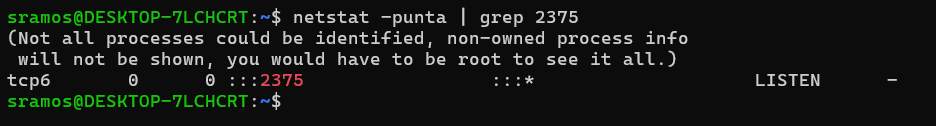 sramos@DESKTOP-7LCHCRT:~$ netstat -punta | grep 2375
(Not all processes could be identified, non-owned process info
 will not be shown, you would have to be root to see it all.)
tcp6       0      0 :::2375                 :::*                    LISTEN      -
sramos@DESKTOP-7LCHCRT:~$